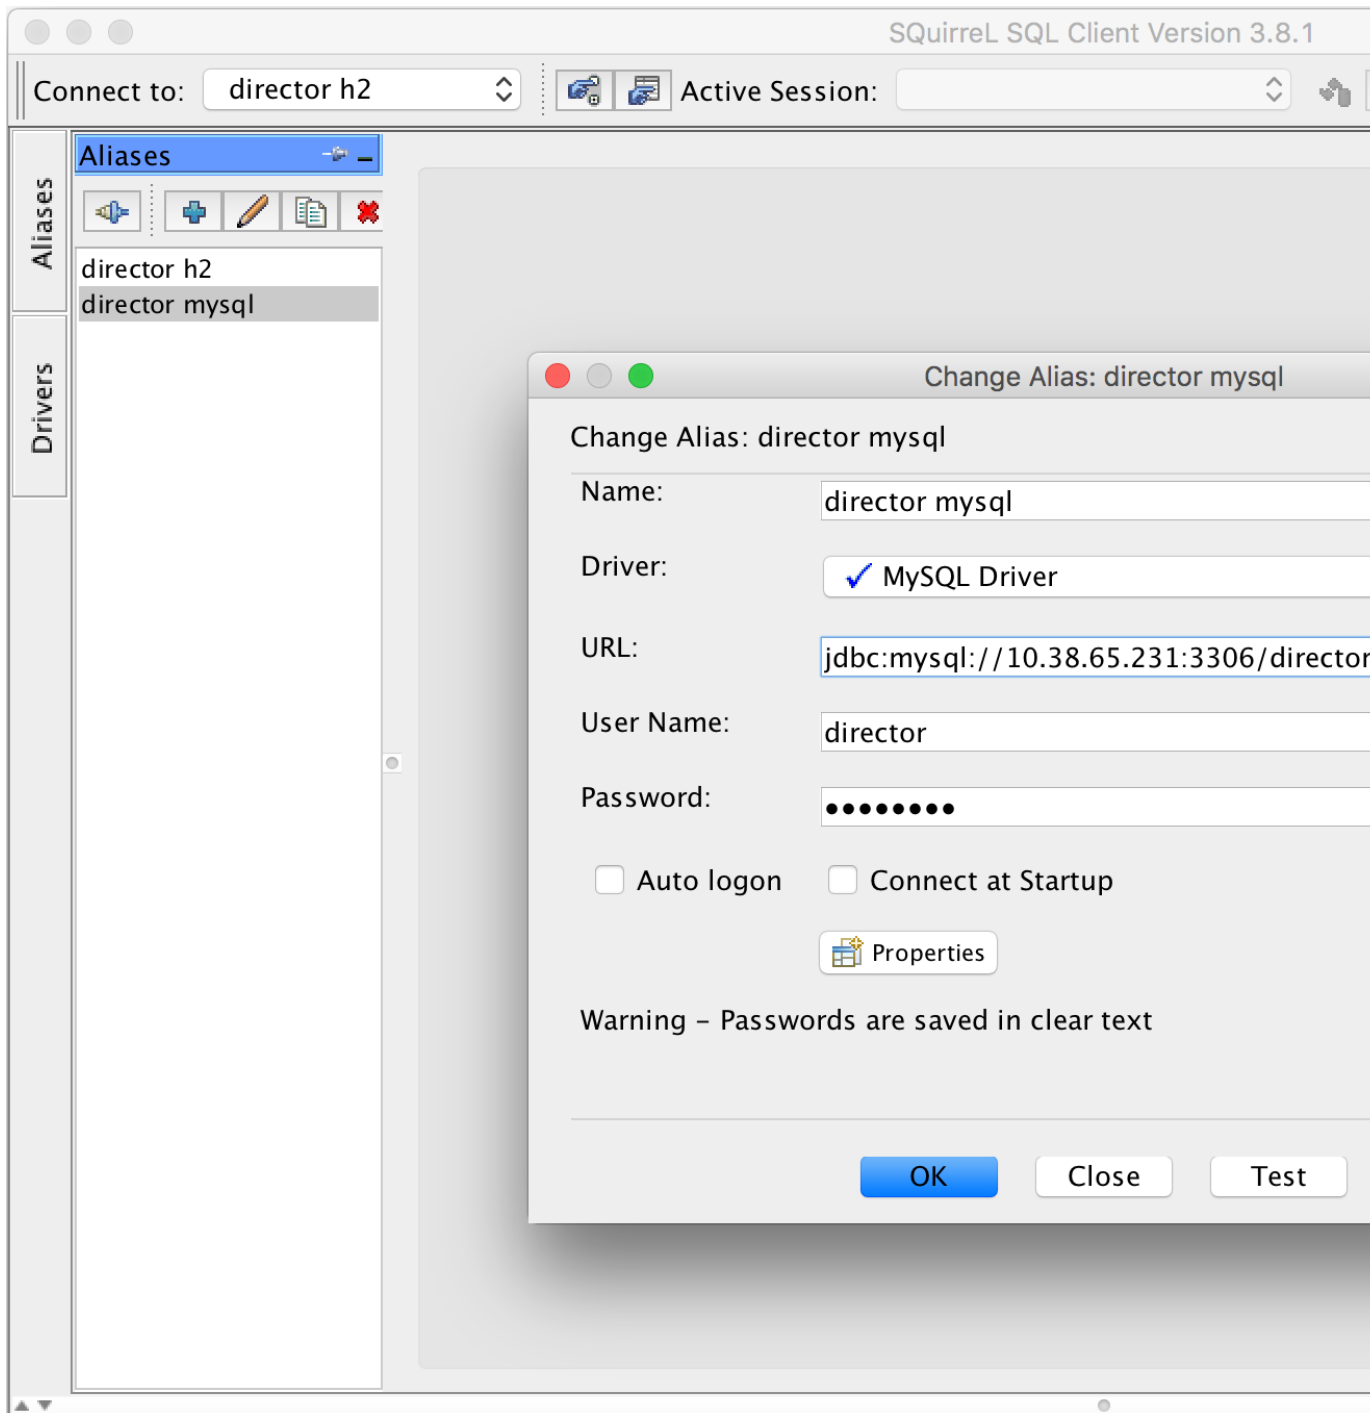 SQuirreL SQL Client Version 3.8.1
Connect to: director h2 Active Session:
Aliases
Aliases
Drivers
director h2
director mysql
Change Alias: director mysql
Change Alias: director mysql
Name: director mysql
Driver: MySQL Driver
URL: jdbc:mysql://10.38.65.231:3306/director
User Name: director
Password: ••••••••
Auto logon Connect at Startup
Properties
Warning – Passwords are saved in clear text
OK Close Test